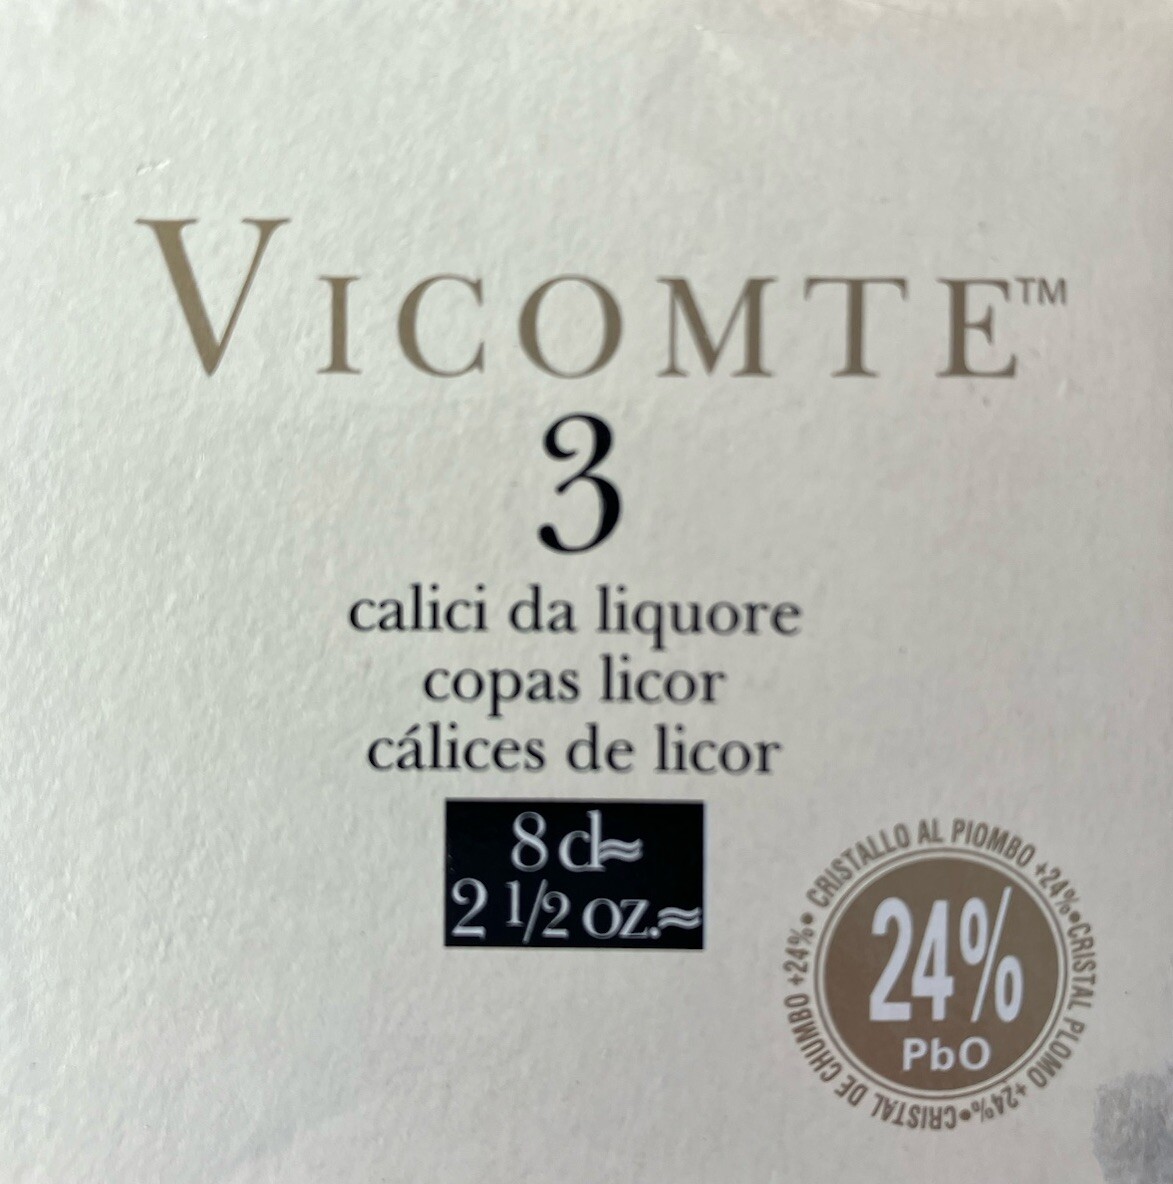 VICOMTE™
3
calici da liquore
copas licor
cálices de licor
8 cl≈
2 1/2 oz.≈
CRISTALLO AL PIOMBO +24%•CRISTAL PLOMO +24%•CRISTAL DE CHUMBO +24%•
24%
PbO